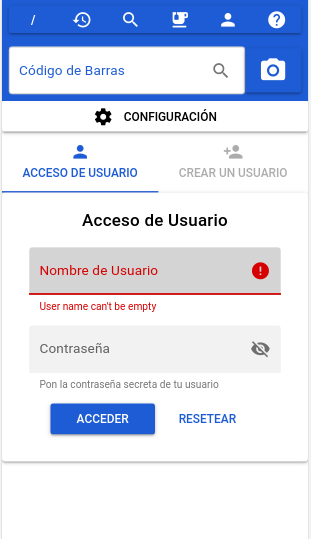 /
Código de Barras
CONFIGURACIÓN
ACCESO DE USUARIO
CREAR UN USUARIO
Acceso de Usuario
Nombre de Usuario
User name can't be empty
Contraseña
Pon la contraseña secreta de tu usuario
ACCEDER
RESETEAR